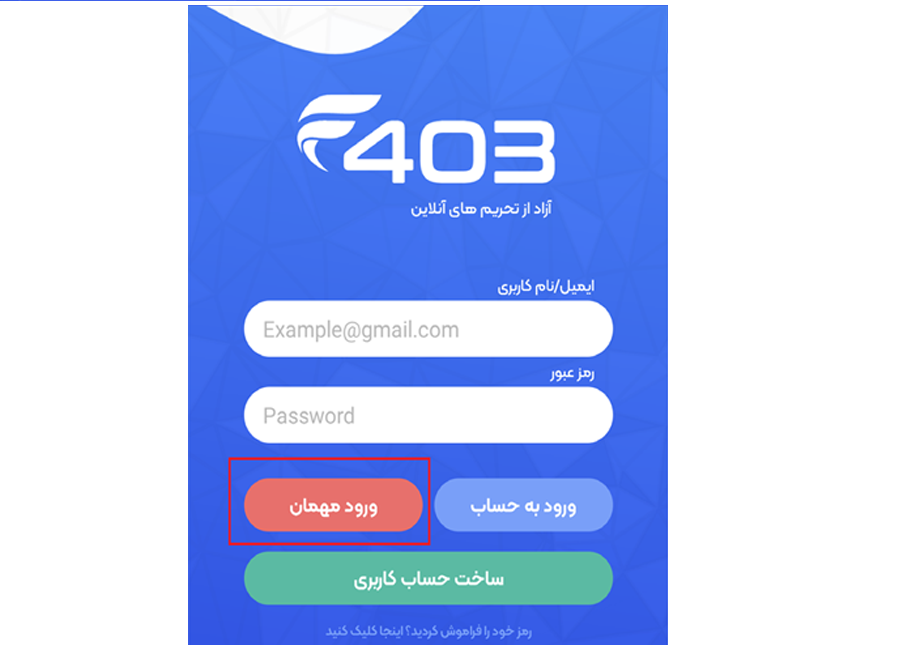 403
آزاد از تحریم های آنلاین
ایمیل/نام کاربری
Example@gmail.com
رمز عبور
Password
ورود به حساب
ورود مهمان
ساخت حساب کاربری
رمز خود را فراموش کردید؟ اینجا کلیک کنید